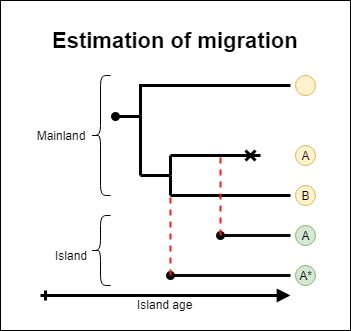 Estimation of migration
Mainland
A
B
A
Island
A*
Island age